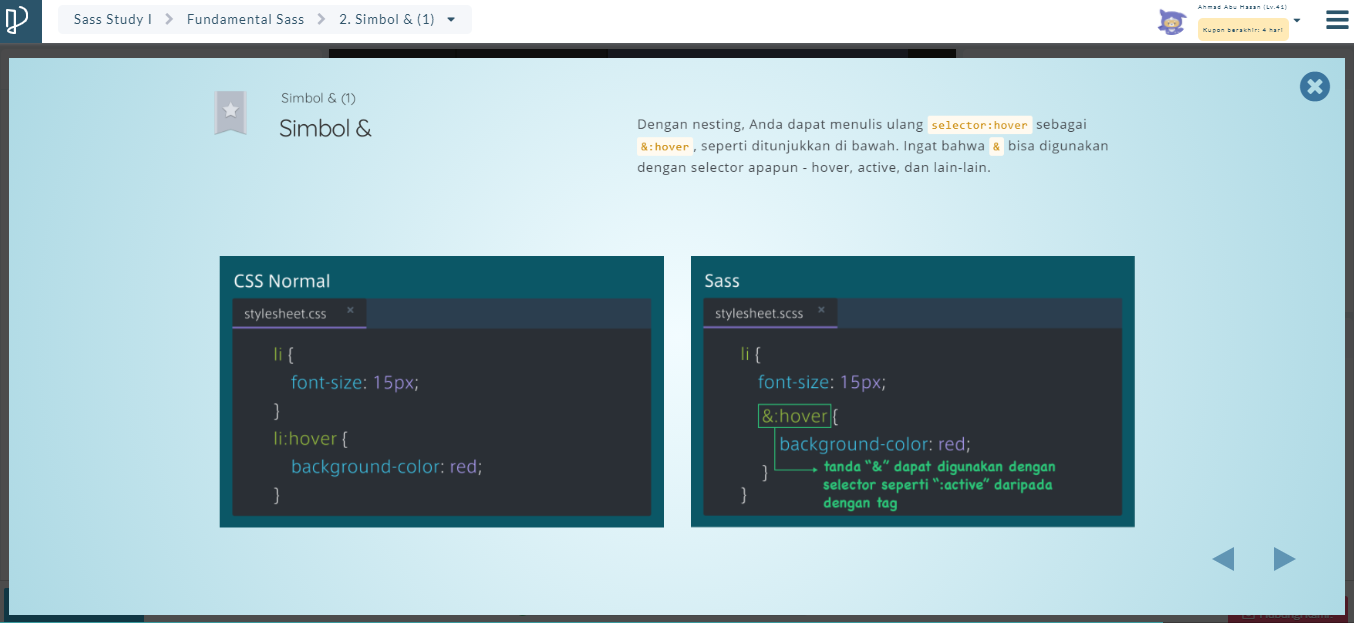 Sass Study I > Fundamental Sass > 2. Simbol & (1)
Ahmad Abu Hasan (Lv.41)
Kupon berakhir: 4 hari
Simbol & (1)
Simbol &
Dengan nesting, Anda dapat menulis ulang selector:hover sebagai
&:hover, seperti ditunjukkan di bawah. Ingat bahwa & bisa digunakan
dengan selector apapun - hover, active, dan lain-lain.
CSS Normal
stylesheet.css ×
li {
font-size: 15px;
}
li:hover {
background-color: red;
}
Sass
stylesheet.scss ×
li {
font-size: 15px;
&:hover {
background-color: red;
}
}
tanda “&” dapat digunakan dengan
selector seperti “:active” daripada
dengan tag